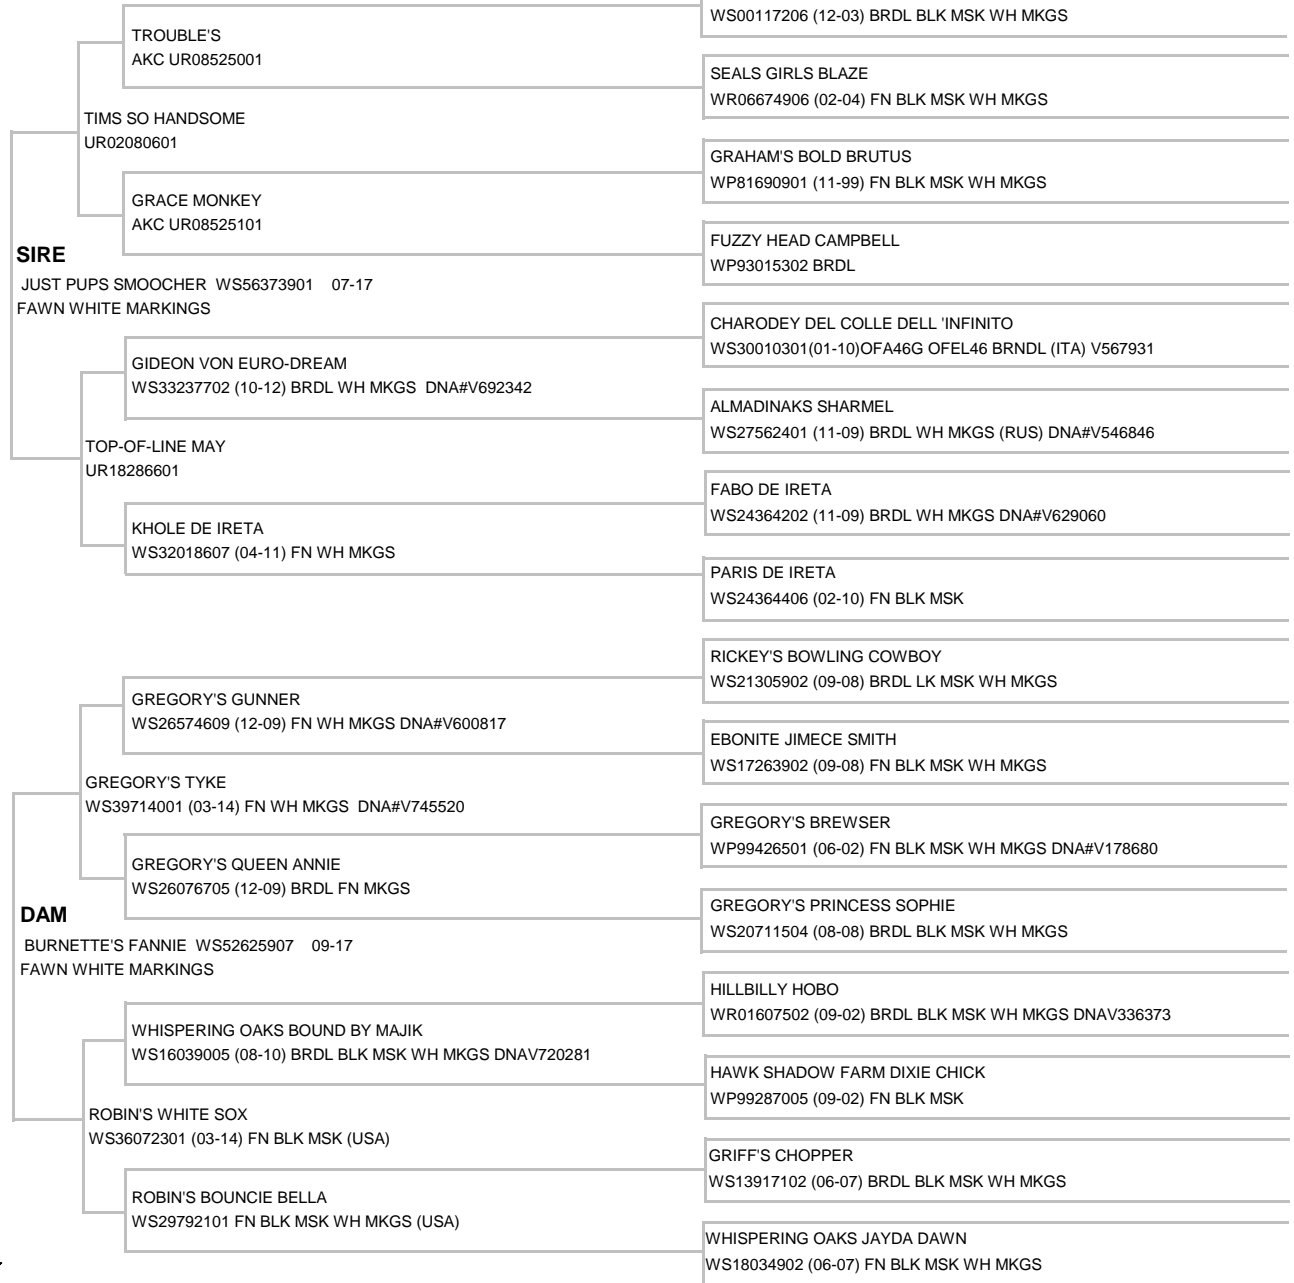 WS00117206 (12-03) BRDL BLK MSK WH MKGS
TROUBLE'S
AKC UR08525001
SEALS GIRLS BLAZE
WR06674906 (02-04) FN BLK MSK WH MKGS
TIMS SO HANDSOME
UR02080601
GRAHAM'S BOLD BRUTUS
WP81690901 (11-99) FN BLK MSK WH MKGS
GRACE MONKEY
AKC UR08525101
FUZZY HEAD CAMPBELL
WP93015302 BRDL
SIRE
JUST PUPS SMOOCHER WS56373901 07-17
FAWN WHITE MARKINGS
CHARODEY DEL COLLE DELL 'INFINITO
WS30010301(01-10)OFA46G OFEL46 BRNDL (ITA) V567931
GIDEON VON EURO-DREAM
WS33237702 (10-12) BRDL WH MKGS DNA#V692342
ALMADINAKS SHARMEL
WS27562401 (11-09) BRDL WH MKGS (RUS) DNA#V546846
TOP-OF-LINE MAY
UR18286601
FABO DE IRETA
WS24364202 (11-09) BRDL WH MKGS DNA#V629060
KHOLE DE IRETA
WS32018607 (04-11) FN WH MKGS
PARIS DE IRETA
WS24364406 (02-10) FN BLK MSK
RICKEY'S BOWLING COWBOY
WS21305902 (09-08) BRDL LK MSK WH MKGS
GREGORY'S GUNNER
WS26574609 (12-09) FN WH MKGS DNA#V600817
EBONITE JIMECE SMITH
WS17263902 (09-08) FN BLK MSK WH MKGS
GREGORY'S TYKE
WS39714001 (03-14) FN WH MKGS DNA#V745520
GREGORY'S BREWSER
WP99426501 (06-02) FN BLK MSK WH MKGS DNA#V178680
GREGORY'S QUEEN ANNIE
WS26076705 (12-09) BRDL FN MKGS
GREGORY'S PRINCESS SOPHIE
WS20711504 (08-08) BRDL BLK MSK WH MKGS
DAM
BURNETTE'S FANNIE WS52625907 09-17
FAWN WHITE MARKINGS
HILLBILLY HOBO
WR01607502 (09-02) BRDL BLK MSK WH MKGS DNAV336373
WHISPERING OAKS BOUND BY MAJIK
WS16039005 (08-10) BRDL BLK MSK WH MKGS DNAV720281
HAWK SHADOW FARM DIXIE CHICK
WP99287005 (09-02) FN BLK MSK
ROBIN'S WHITE SOX
WS36072301 (03-14) FN BLK MSK (USA)
GRIFF'S CHOPPER
WS13917102 (06-07) BRDL BLK MSK WH MKGS
ROBIN'S BOUNCIE BELLA
WS29792101 FN BLK MSK WH MKGS (USA)
WHISPERING OAKS JAYDA DAWN
WS18034902 (06-07) FN BLK MSK WH MKGS